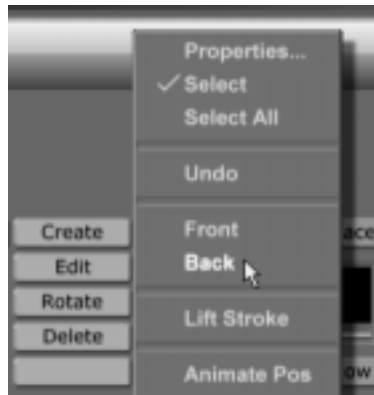 Properties...
Select
Select All
Undo
Front
Back
Lift Stroke
Animate Pos
Create
Edit
Rotate
Delete